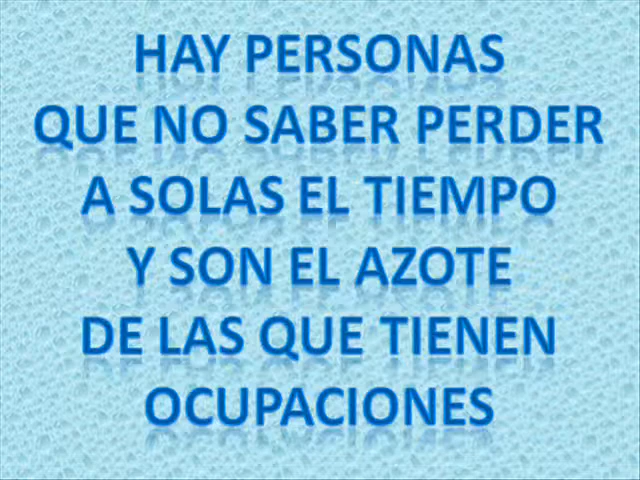 HAY PERSONAS
QUE NO SABER PERDER
A SOLAS EL TIEMPO
Y SON EL AZOTE
DE LAS QUE TIENEN
OCUPACIONES